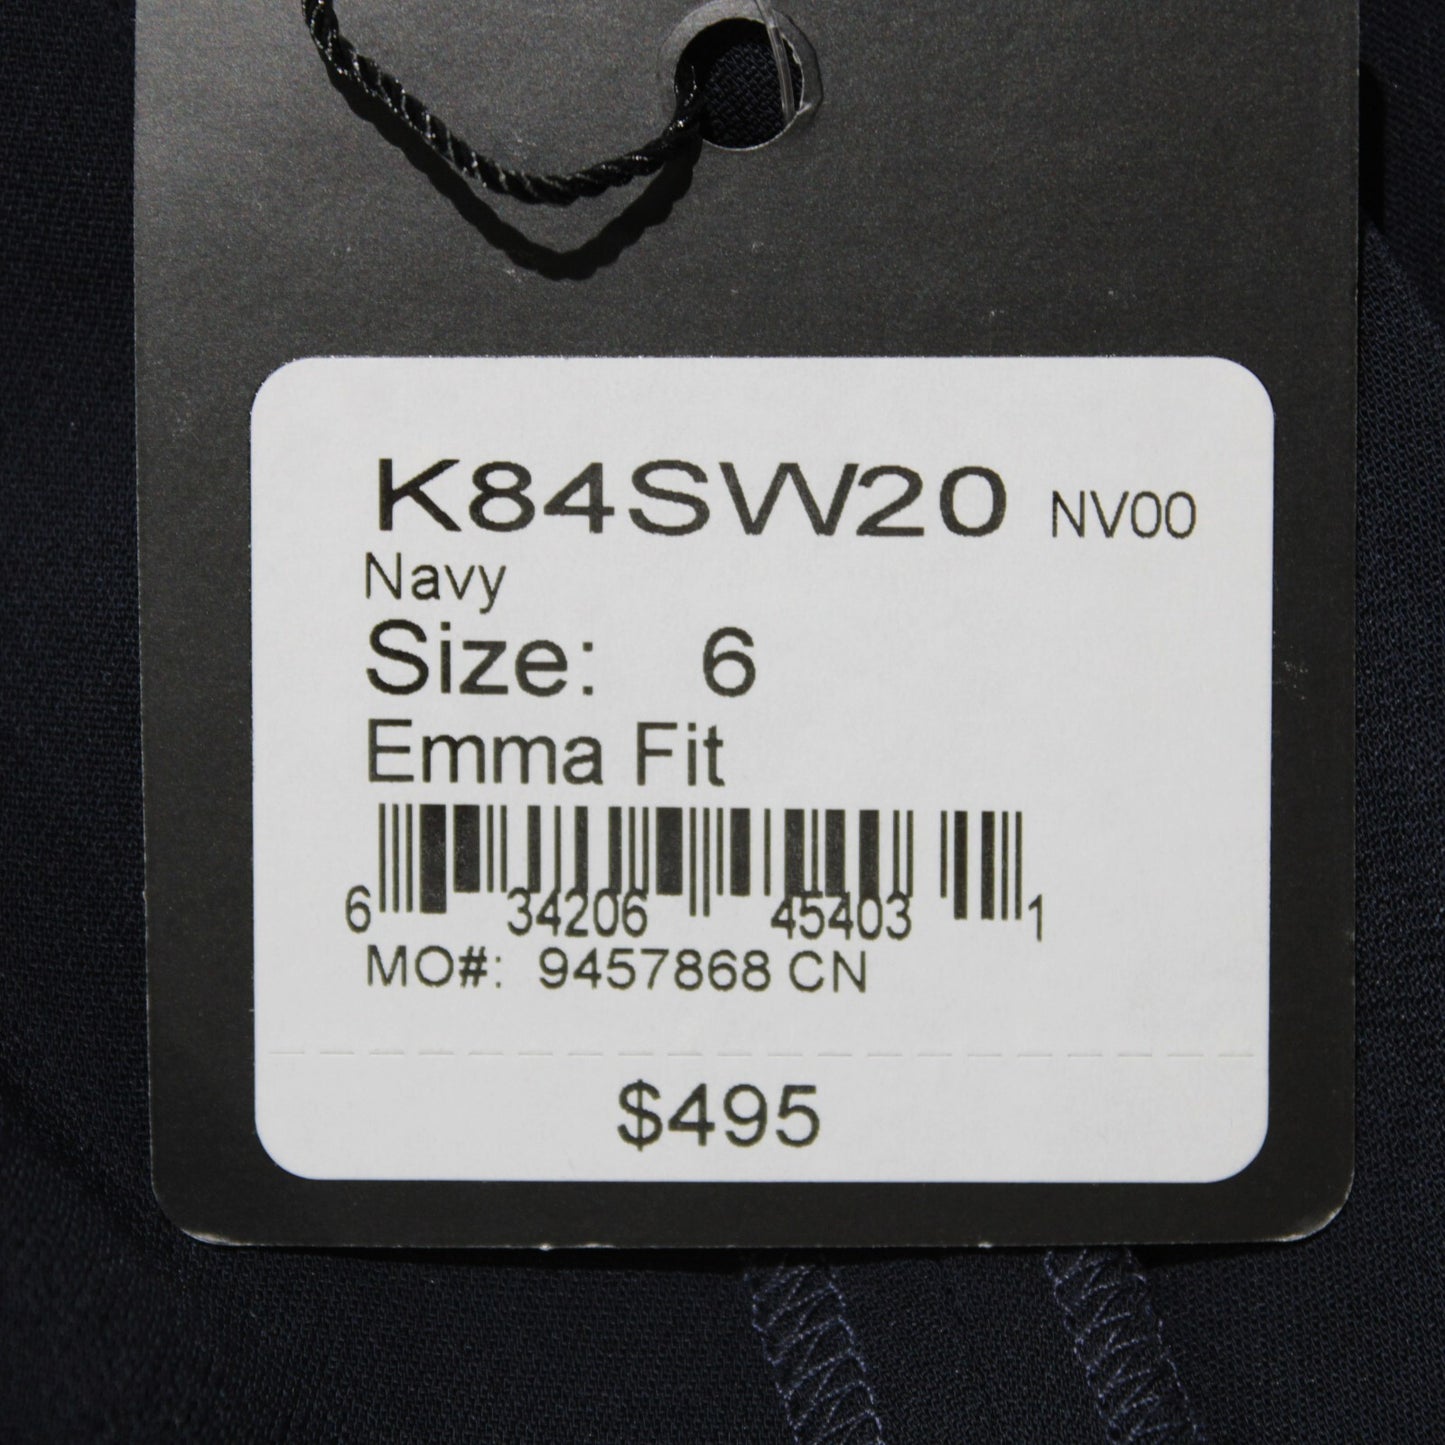 K84SW20 NV00
Navy
Size: 6
Emma Fit
6 34206 45403 1
MO#: 9457868 CN
$495